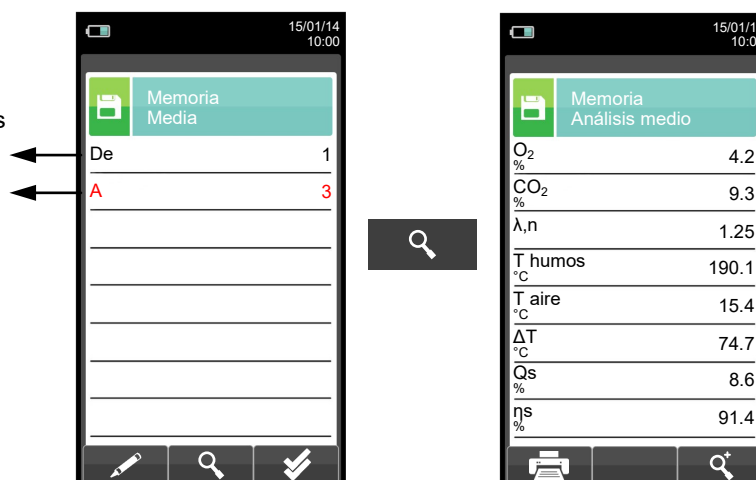 15/01/14
10:00
Memoria
Media
s
De 1
A 3
15/01/1
10:0
Memoria
Análisis medio
O₂ % 4.2
CO₂ % 9.3
λ,n 1.25
T humos °C 190.1
T aire °C 15.4
ΔT °C 74.7
Qs % 8.6
ηs % 91.4